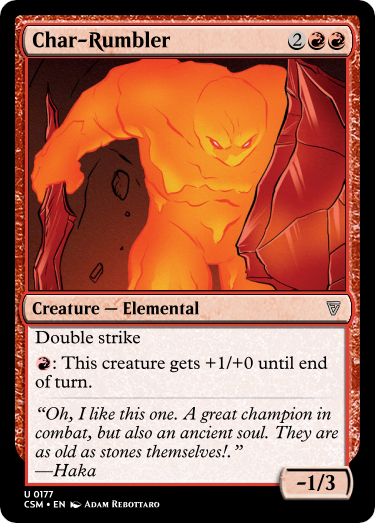 Char-Rumbler 2
Creature — Elemental
Double strike
: This creature gets +1/+0 until end
of turn.
“Oh, I like this one. A great champion in
combat, but also an ancient soul. They are
as old as stones themselves!.”
—Haka
-1/3
U 0177
CSM • EN Adam Rebottaro